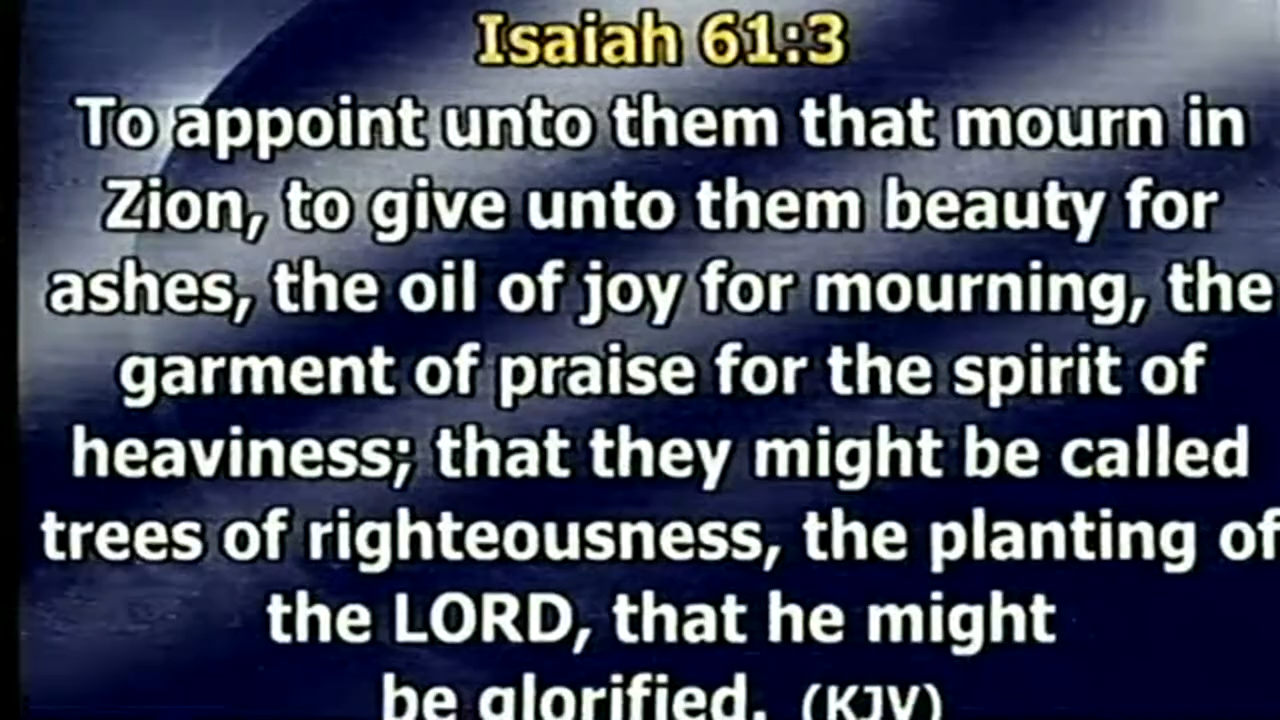 Isaiah 61:3
To appoint unto them that mourn in
Zion, to give unto them beauty for
ashes, the oil of joy for mourning, the
garment of praise for the spirit of
heaviness; that they might be called
trees of righteousness, the planting of
the LORD, that he might
be glorified. (KJV)